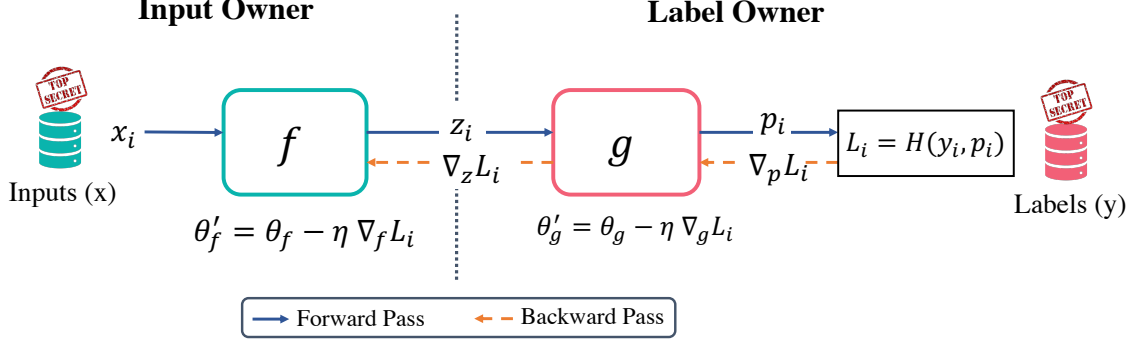 Input Owner
Label Owner
TOP SECRET
Inputs (x)
x_i
f
z_i
∇_z L_i
g
p_i
∇_p L_i
L_i = H(y_i, p_i)
TOP SECRET
Labels (y)
θ'_f = θ_f − η ∇_f L_i
θ'_g = θ_g − η ∇_g L_i
Forward Pass
Backward Pass